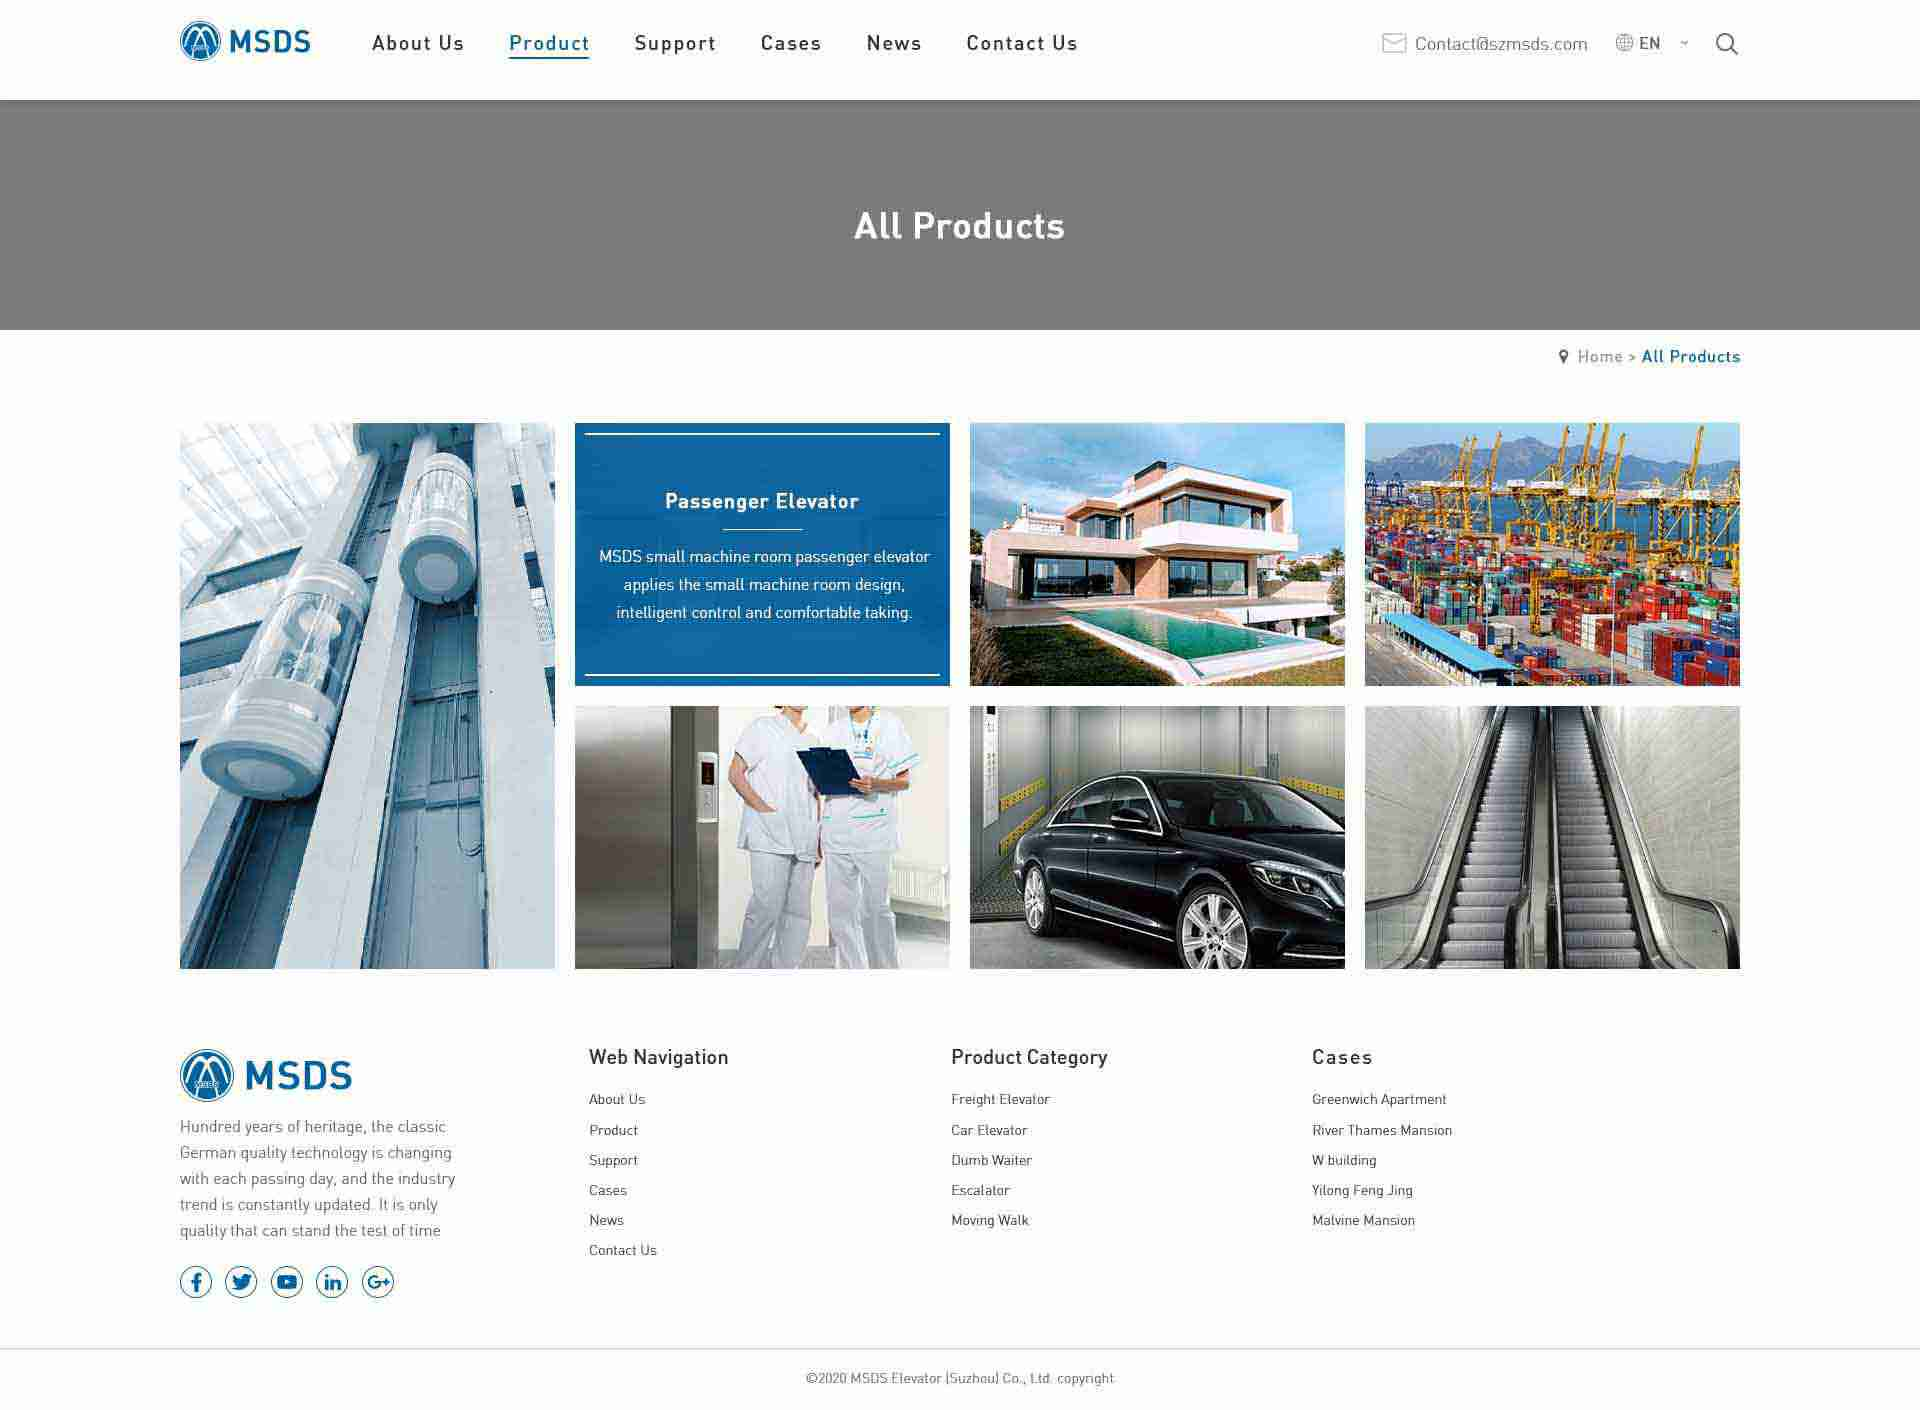 MSDS
About Us
Product
Support
Cases
News
Contact Us
Contact@szmsds.com
EN
All Products
Home > All Products
Passenger Elevator
MSDS small machine room passenger elevator
applies the small machine room design,
intelligent control and comfortable taking.
MSDS
Hundred years of heritage, the classic
German quality technology is changing
with each passing day, and the industry
trend is constantly updated. It is only
quality that can stand the test of time
Web Navigation
About Us
Product
Support
Cases
News
Contact Us
Product Category
Freight Elevator
Car Elevator
Dumb Waiter
Escalator
Moving Walk
Cases
Greenwich Apartment
River Thames Mansion
W building
Yilong Feng Jing
Malvine Mansion
©2020 MSDS Elevator (Suzhou) Co., Ltd. copyright